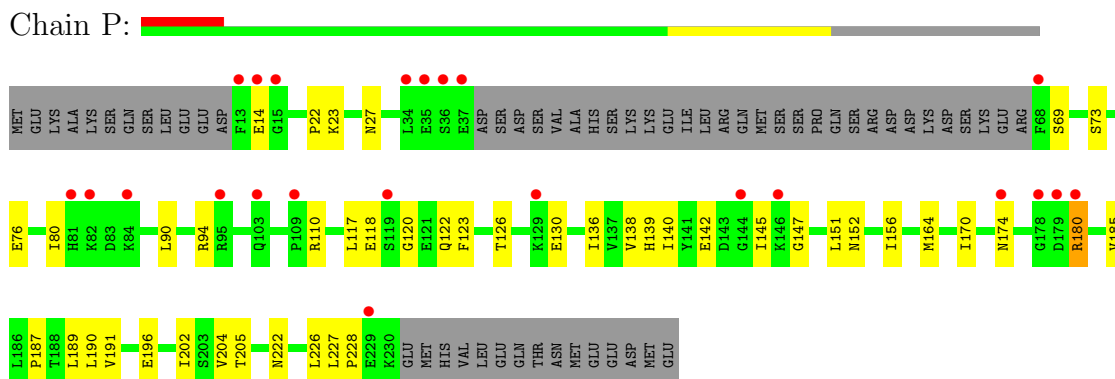 Chain P:
MET GLU LYS ALA LYS SER GLN SER LEU GLU GLU ASP F13 E14 G15 P22 K23 N27 L34 E35 S36 E37 ASP SER ASP SER VAL ALA HIS SER LYS LYS GLU ILE LEU ARG GLN MET SER SER PRO GLN SER ARG ASP ASP LYS ASP SER LYS GLU ARG F68 S69 S73
E76 I80 H81 K82 D83 K84 L90 R94 R95 Q103 P109 R110 L117 E118 S119 G120 E121 Q122 F123 T126 K129 E130 I136 V137 V138 H139 I140 Y141 E142 D143 G144 I145 K146 G147 L151 N152 I156 M164 I170 N174 G178 D179 R180 V185
L186 P187 T188 L189 L190 V191 E196 I202 S203 V204 T205 N222 L226 L227 P228 E229 K230 GLU MET HIS VAL LEU GLU GLN THR ASN MET GLU GLU ASP MET GLU